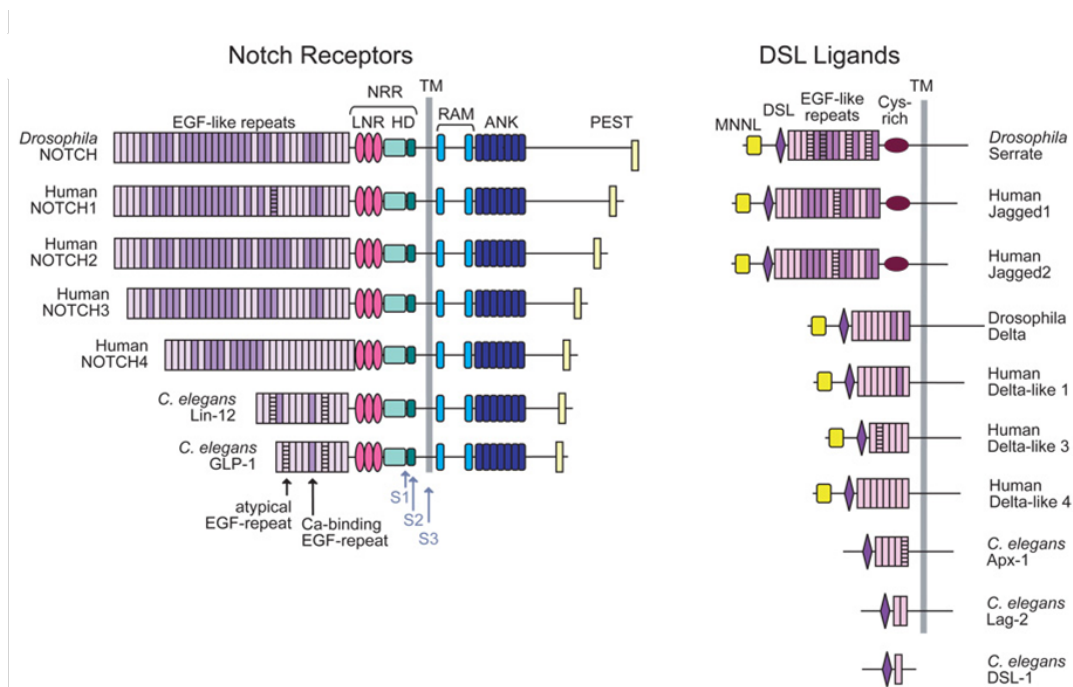 Notch Receptors
TM
NRR
EGF-like repeats
LNR HD
RAM
ANK
PEST
Drosophila
NOTCH
Human
NOTCH1
Human
NOTCH2
Human
NOTCH3
Human
NOTCH4
C. elegans
Lin-12
C. elegans
GLP-1
atypical
EGF-repeat
Ca-binding
EGF-repeat
S1
S2
S3
DSL Ligands
TM
MNNL
DSL
EGF-like
repeats
Cys-
rich
Drosophila
Serrate
Human
Jagged1
Human
Jagged2
Drosophila
Delta
Human
Delta-like 1
Human
Delta-like 3
Human
Delta-like 4
C. elegans
Apx-1
C. elegans
Lag-2
C. elegans
DSL-1